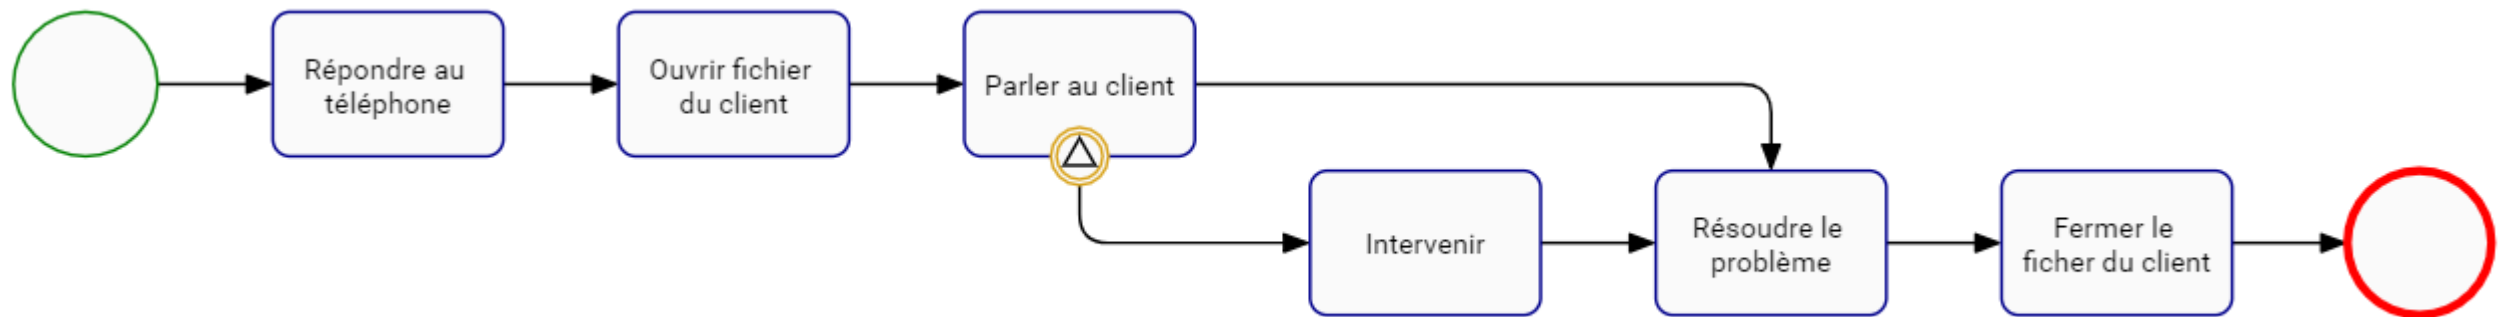 Répondre au
téléphone
Ouvrir fichier
du client
Parler au client
Intervenir
Résoudre le
problème
Fermer le
ficher du client